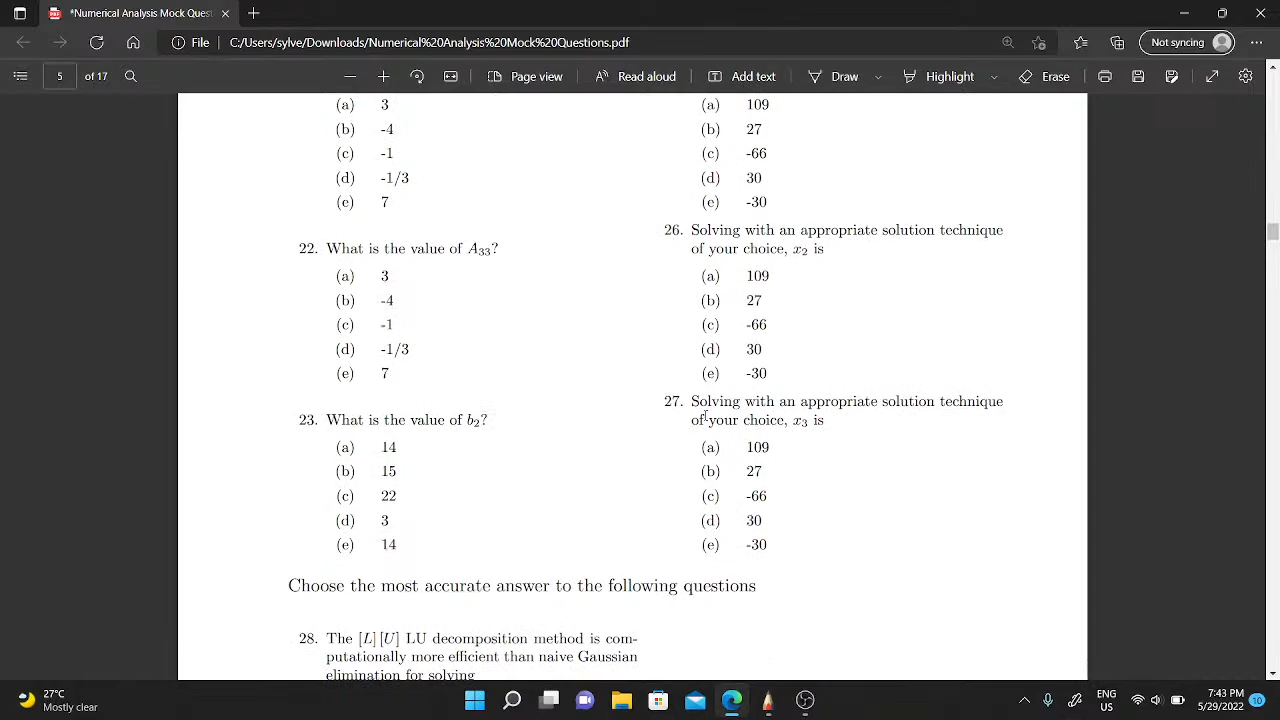 *Numerical Analysis Mock Quest
File
C:/Users/sylve/Downloads/Numerical%20Analysis%20Mock%20Questions.pdf
Not syncing
5 of 17
Page view
Read aloud
Add text
Draw
Highlight
Erase
(a) 3
(b) -4
(c) -1
(d) -1/3
(e) 7
22. What is the value of A33?
(a) 3
(b) -4
(c) -1
(d) -1/3
(e) 7
23. What is the value of b2?
(a) 14
(b) 15
(c) 22
(d) 3
(e) 14
(a) 109
(b) 27
(c) -66
(d) 30
(e) -30
26. Solving with an appropriate solution technique
of your choice, x2 is
(a) 109
(b) 27
(c) -66
(d) 30
(e) -30
27. Solving with an appropriate solution technique
of your choice, x3 is
(a) 109
(b) 27
(c) -66
(d) 30
(e) -30
Choose the most accurate answer to the following questions
28. The [L][U] LU decomposition method is com-
putationally more efficient than naive Gaussian
elimination for solving
27°C
Mostly clear
ENG
US
7:43 PM
5/29/2022
10